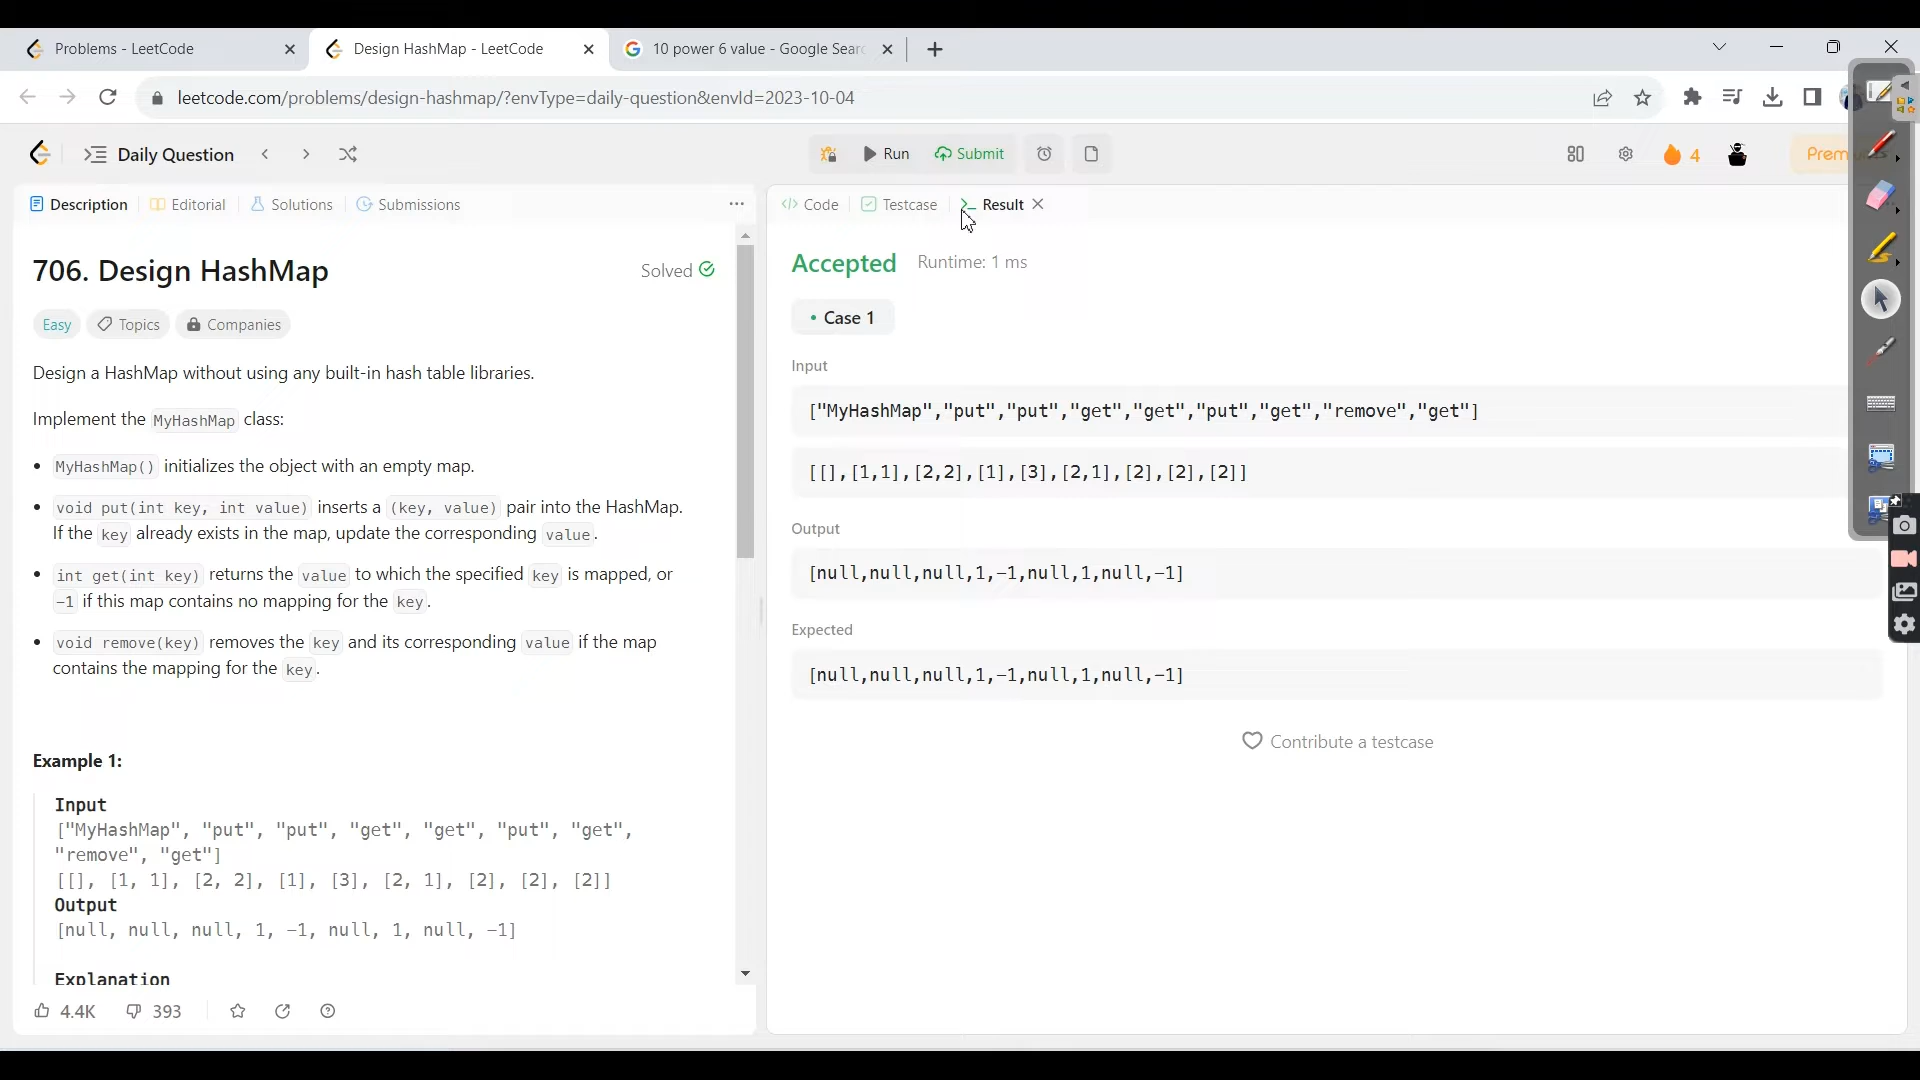 Problems - LeetCode
Design HashMap - LeetCode
10 power 6 value - Google Sear
leetcode.com/problems/design-hashmap/?envType=daily-question&envId=2023-10-04
Daily Question
Run
Submit
4
Prem
Description
Editorial
Solutions
Submissions
706. Design HashMap
Solved
Easy
Topics
Companies
Design a HashMap without using any built-in hash table libraries.
Implement the MyHashMap class:
• MyHashMap() initializes the object with an empty map.
• void put(int key, int value) inserts a (key, value) pair into the HashMap.
If the key already exists in the map, update the corresponding value.
• int get(int key) returns the value to which the specified key is mapped, or
-1 if this map contains no mapping for the key.
• void remove(key) removes the key and its corresponding value if the map
contains the mapping for the key.
Example 1:
Input
["MyHashMap", "put", "put", "get", "get", "put", "get",
"remove", "get"]
[[], [1, 1], [2, 2], [1], [3], [2, 1], [2], [2], [2]]
Output
[null, null, null, 1, -1, null, 1, null, -1]
Explanation
4.4K
393
Code
Testcase
Result
Accepted
Runtime: 1 ms
• Case 1
Input
["MyHashMap","put","put","get","get","put","get","remove","get"]
[[],[1,1],[2,2],[1],[3],[2,1],[2],[2],[2]]
Output
[null,null,null,1,-1,null,1,null,-1]
Expected
[null,null,null,1,-1,null,1,null,-1]
Contribute a testcase